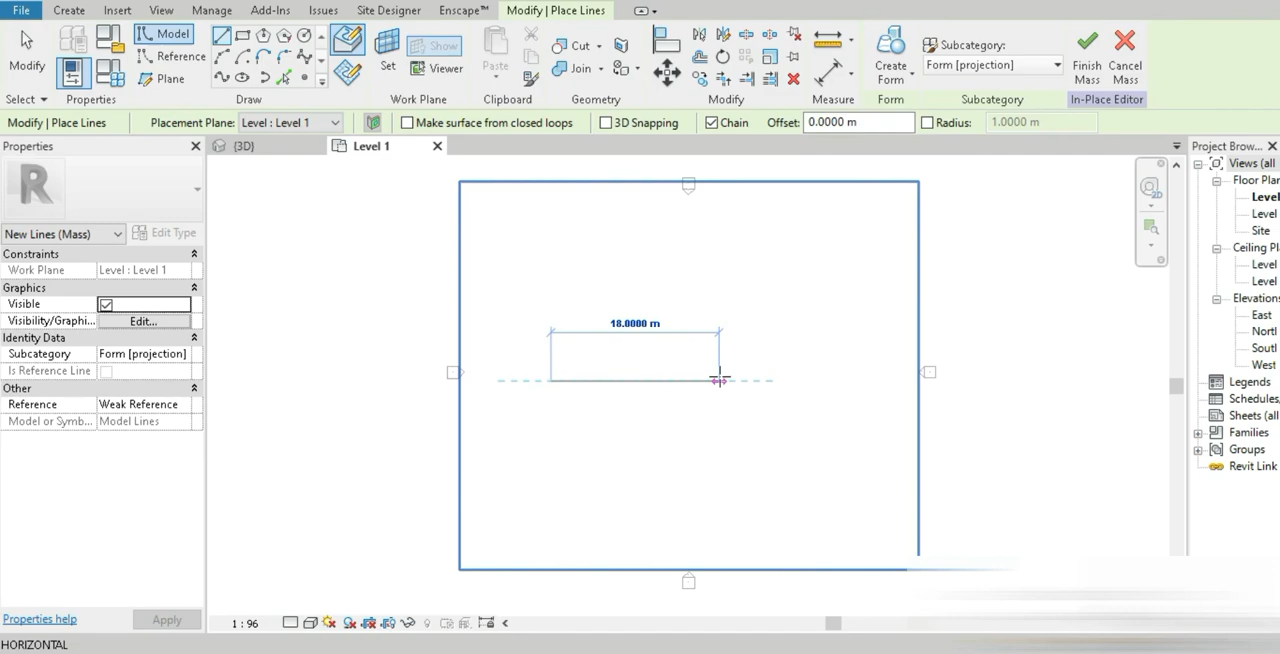 File Create Insert View Manage Add-Ins Issues Site Designer Enscape™ Modify | Place Lines
Modify
Model
Reference
Plane
Set
Show
Viewer
Paste
Cut
Join
Create Form
Subcategory:
Form [projection]
Finish Mass
Cancel Mass
Select Properties Draw Work Plane Clipboard Geometry Modify Measure Form Subcategory In-Place Editor
Modify | Place Lines Placement Plane: Level : Level 1 Make surface from closed loops 3D Snapping Chain Offset: 0.0000 m Radius: 1.0000 m
Properties
{3D}
Level 1
Project Brow...
R
2D
New Lines (Mass) Edit Type
Constraints
Work Plane Level : Level 1
Graphics
Visible
Visibility/Graphi... Edit...
Identity Data
Subcategory Form [projection]
Is Reference Line
Other
Reference Weak Reference
Model or Symb... Model Lines
18.0000 m
Views (all
Floor Plan
Level
Level
Site
Ceiling Pl
Level
Level
Elevations
East
North
South
West
Legends
Schedules,
Sheets (all
Families
Groups
Revit Link
Properties help Apply
1 : 96
HORIZONTAL